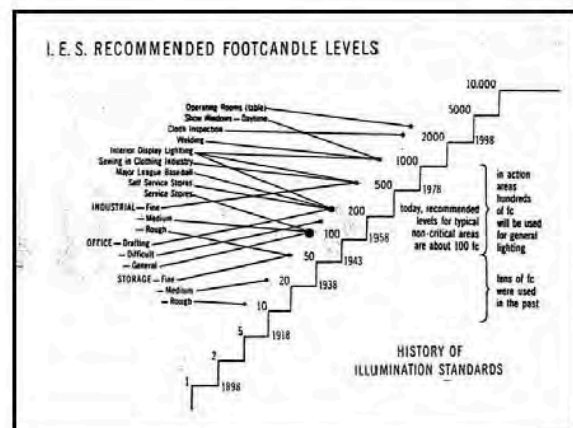 I.E.S. RECOMMENDED FOOTCANDLE LEVELS
10,000
Operating Rooms (table)
5000
Show Windows — Daytime
Cloth Inspection
2000
1998
Welding
Interior Display Lighting
1000
Sewing in Clothing Industry
Major League Baseball
500
1978
Self Service Stores
Service Stores
INDUSTRIAL — Fine
200
— Medium
1958
— Rough
100
OFFICE — Drafting
1943
— Difficult
50
— General
1938
STORAGE — Fine
20
— Medium
10
— Rough
1918
5
2
1
1898
today, recommended
levels for typical
non-critical areas
are about 100 fc
in action
areas
hundreds
of fc
will be used
for general
lighting
tens of fc
were used
in the past
HISTORY OF
ILLUMINATION STANDARDS